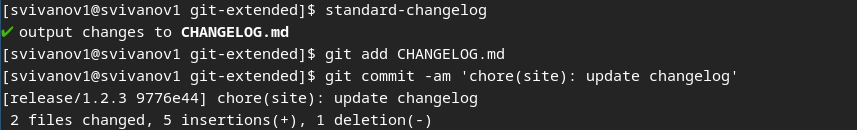 [svivanov1@svivanov1 git-extended]$ standard-changelog
✔ output changes to CHANGELOG.md
[svivanov1@svivanov1 git-extended]$ git add CHANGELOG.md
[svivanov1@svivanov1 git-extended]$ git commit -am 'chore(site): update changelog'
[release/1.2.3 9776e44] chore(site): update changelog
 2 files changed, 5 insertions(+), 1 deletion(-)